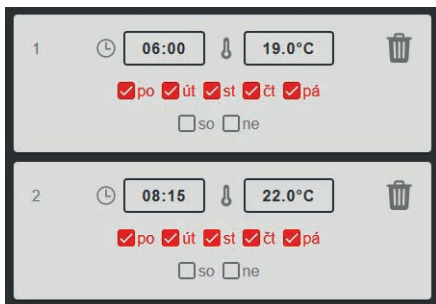 1 06:00 19.0°C
po út st čt pá
so ne
2 08:15 22.0°C
po út st čt pá
so ne